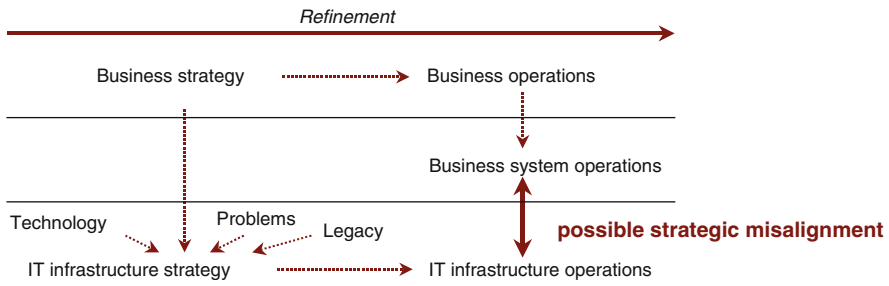 Refinement
Business strategy
Business operations
Business system operations
Technology
Problems
Legacy
possible strategic misalignment
IT infrastructure strategy
IT infrastructure operations